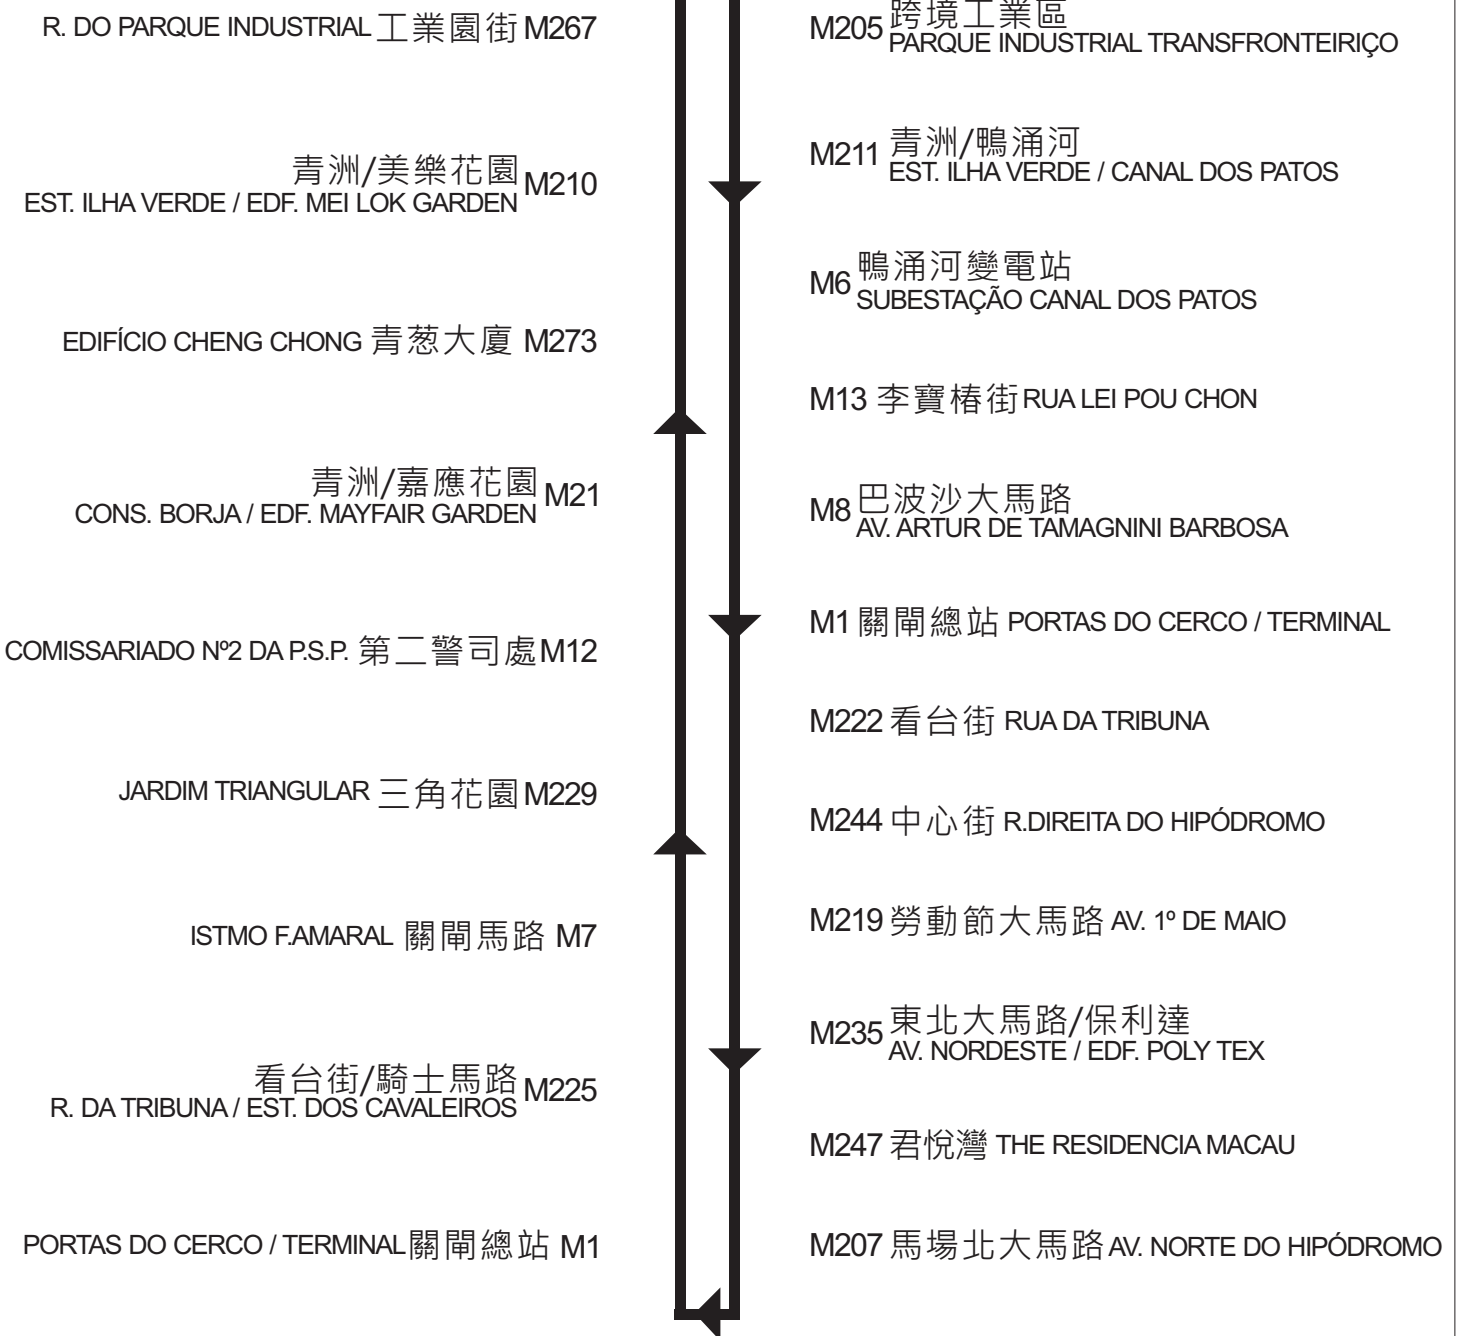 R. DO PARQUE INDUSTRIAL 工業園街 M267
青洲/美樂花園
EST. ILHA VERDE / EDF. MEI LOK GARDEN M210
EDIFÍCIO CHENG CHONG 青葱大廈 M273
青洲/嘉應花園
CONS. BORJA / EDF. MAYFAIR GARDEN M21
COMISSARIADO Nº2 DA P.S.P. 第二警司處 M12
JARDIM TRIANGULAR 三角花園 M229
ISTMO F.AMARAL 關閘馬路 M7
看台街/騎士馬路
R. DA TRIBUNA / EST. DOS CAVALEIROS M225
PORTAS DO CERCO / TERMINAL 關閘總站 M1
M205 跨境工業區
PARQUE INDUSTRIAL TRANSFRONTEIRIÇO
M211 青洲/鴨涌河
EST. ILHA VERDE / CANAL DOS PATOS
M6 鴨涌河變電站
SUBESTAÇÃO CANAL DOS PATOS
M13 李寶椿街 RUA LEI POU CHON
M8 巴波沙大馬路
AV. ARTUR DE TAMAGNINI BARBOSA
M1 關閘總站 PORTAS DO CERCO / TERMINAL
M222 看台街 RUA DA TRIBUNA
M244 中心街 R.DIREITA DO HIPÓDROMO
M219 勞動節大馬路 AV. 1º DE MAIO
M235 東北大馬路/保利達
AV. NORDESTE / EDF. POLY TEX
M247 君悅灣 THE RESIDENCIA MACAU
M207 馬場北大馬路 AV. NORTE DO HIPÓDROMO